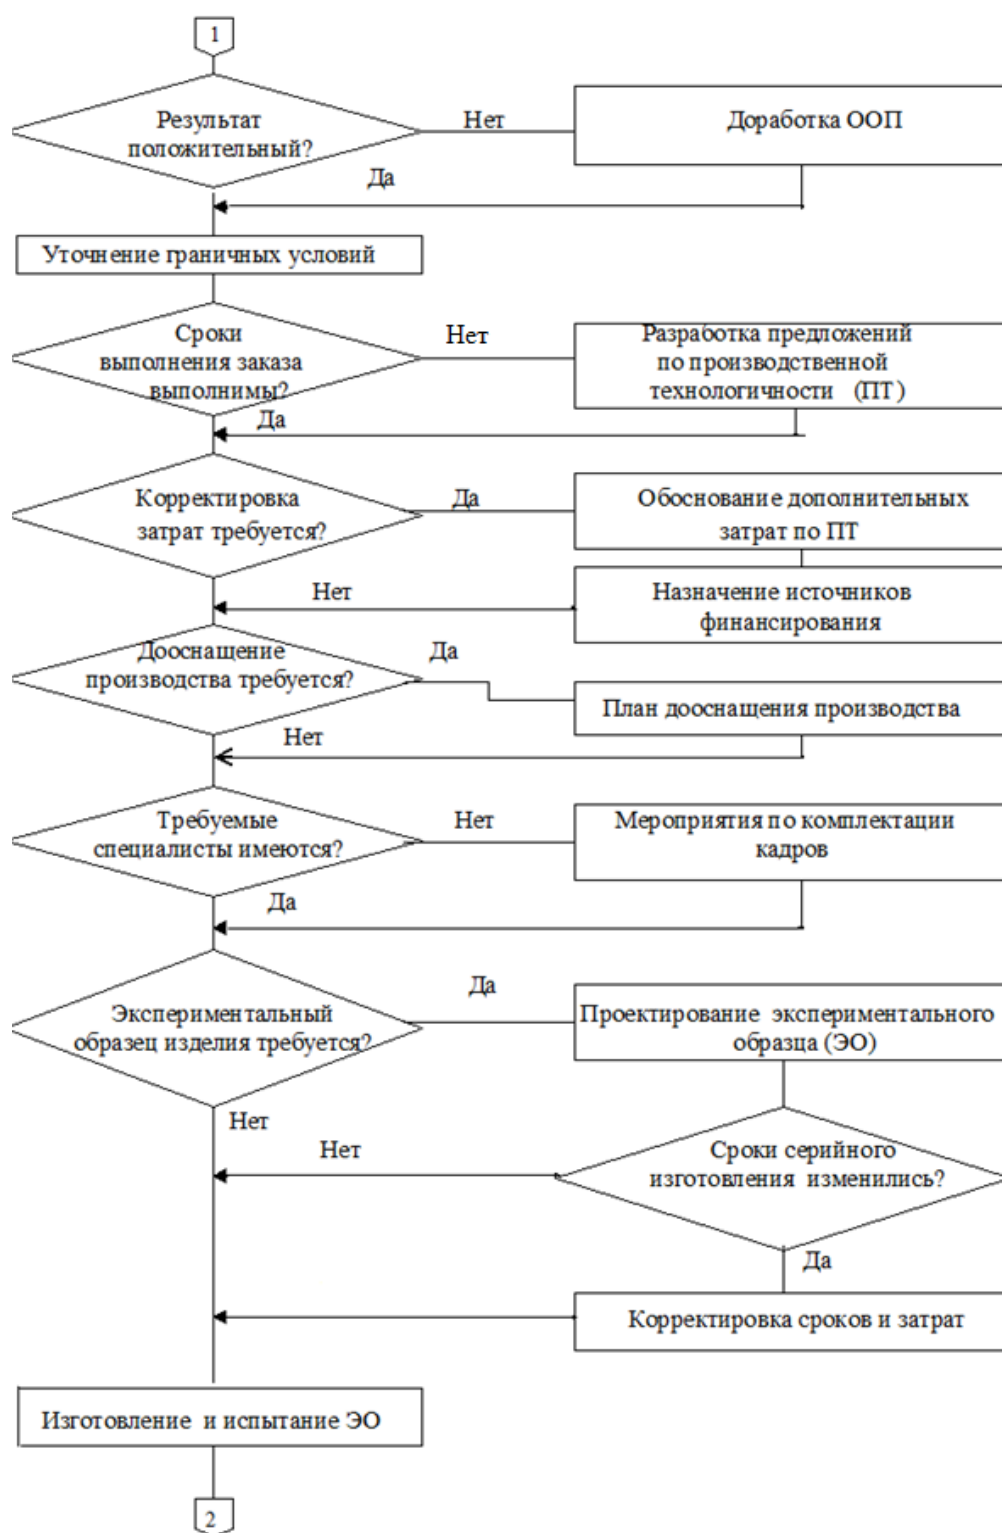 1
Результат
положительный?
Нет
Доработка ООП
Да
Уточнение граничных условий
Сроки
выполнения заказа
выполнимы?
Нет
Разработка предложений
по производственной
технологичности (ПТ)
Да
Корректировка
затрат требуется?
Да
Обоснование дополнительных
затрат по ПТ
Нет
Назначение источников
финансирования
Дооснащение
производства требуется?
Да
План дооснащения производства
Нет
Требуемые
специалисты имеются?
Нет
Мероприятия по комплектации
кадров
Да
Экспериментальный
образец изделия требуется?
Да
Проектирование экспериментального
образца (ЭО)
Нет
Нет
Сроки серийного
изготовления изменились?
Да
Корректировка сроков и затрат
Изготовление и испытание ЭО
2